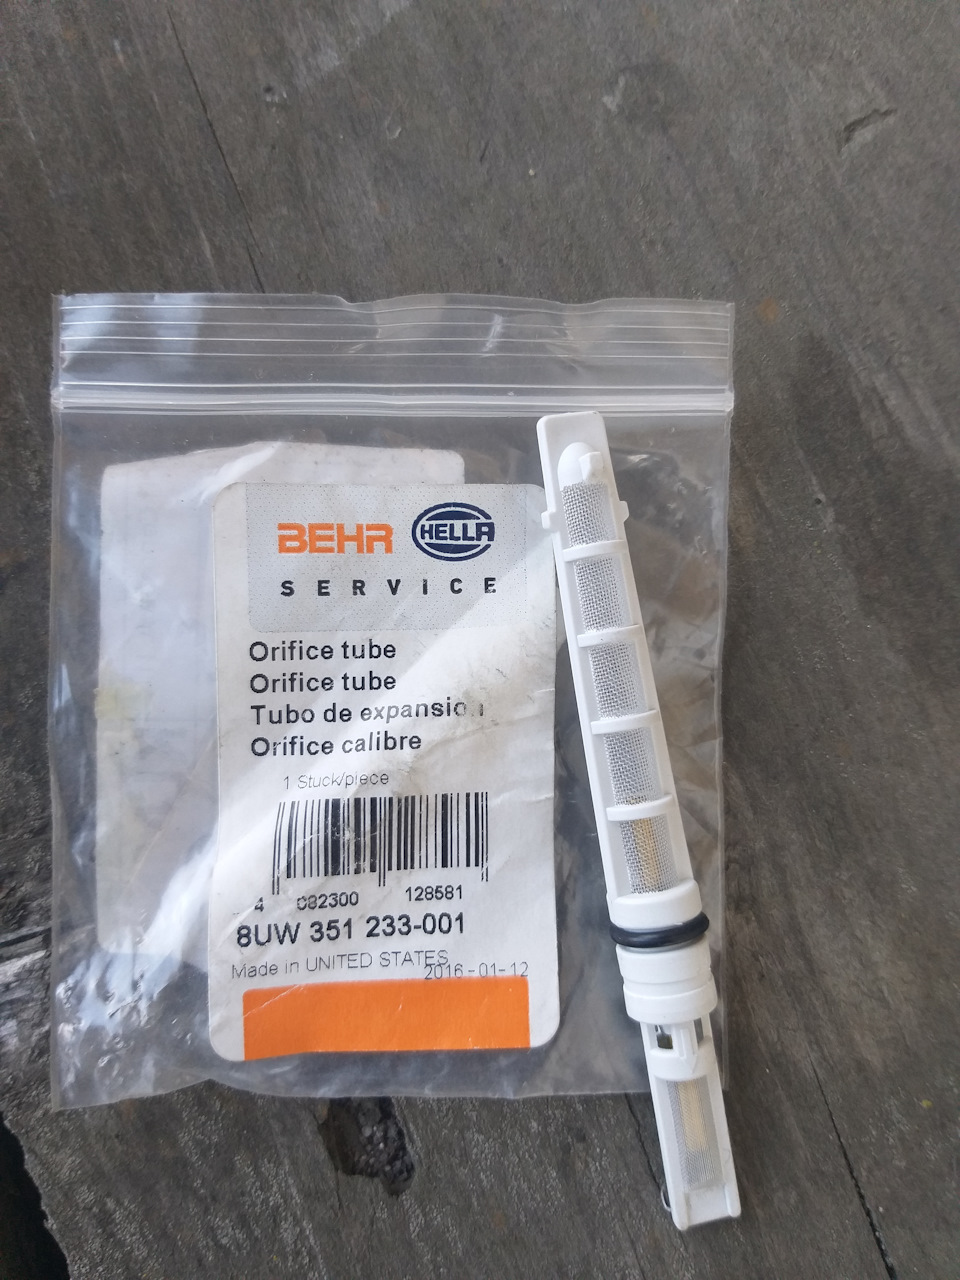 BEHR HELLA
SERVICE
Orifice tube
Orifice tube
Tubo de expansion
Orifice calibre
1 Stuck/piece
4 082300 128581
8UW 351 233-001
Made in UNITED STATES
2016-01-12